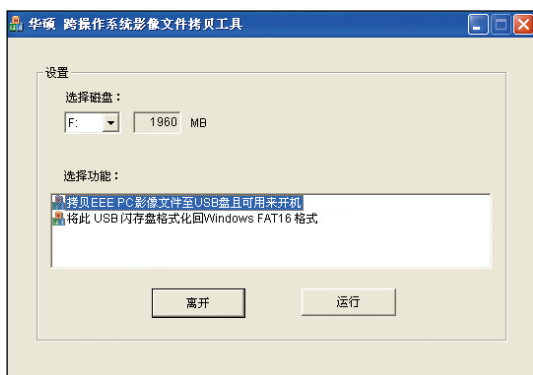 华硕 跨操作系统影像文件拷贝工具
设置
选择磁盘：
F: 1960 MB
选择功能：
拷贝EEE PC影像文件至USB盘且可用来开机
将此 USB 闪存盘格式化回Windows FAT16 格式
离开 运行